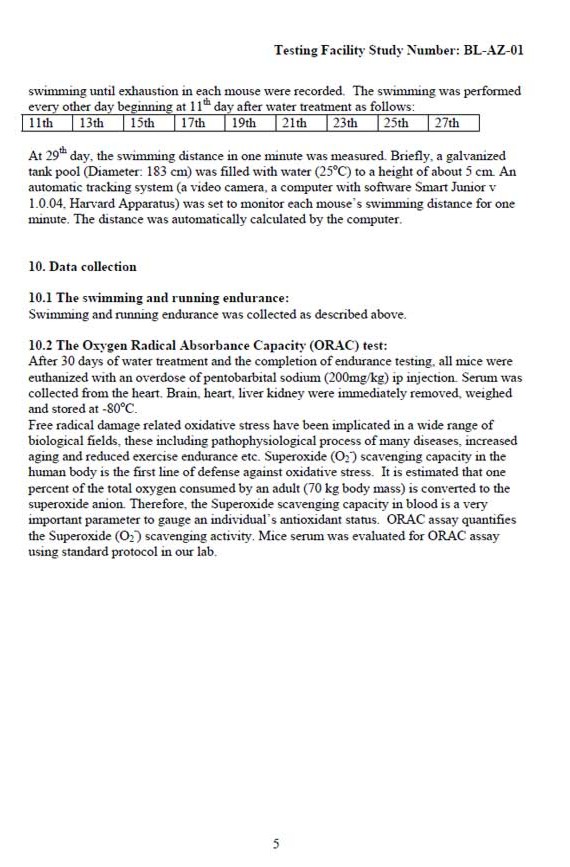 Testing Facility Study Number: BL-AZ-01
swimming until exhaustion in each mouse were recorded. The swimming was performed
every other day beginning at 11th day after water treatment as follows:
11th 13th 15th 17th 19th 21th 23th 25th 27th
At 29th day, the swimming distance in one minute was measured. Briefly, a galvanized
tank pool (Diameter: 183 cm) was filled with water (25°C) to a height of about 5 cm. An
automatic tracking system (a video camera, a computer with software Smart Junior v
1.0.04, Harvard Apparatus) was set to monitor each mouse's swimming distance for one
minute. The distance was automatically calculated by the computer.
10. Data collection
10.1 The swimming and running endurance:
Swimming and running endurance was collected as described above.
10.2 The Oxygen Radical Absorbance Capacity (ORAC) test:
After 30 days of water treatment and the completion of endurance testing, all mice were
euthanized with an overdose of pentobarbital sodium (200mg/kg) ip injection. Serum was
collected from the heart. Brain, heart, liver kidney were immediately removed, weighed
and stored at -80°C.
Free radical damage related oxidative stress have been implicated in a wide range of
biological fields, these including pathophysiological process of many diseases, increased
aging and reduced exercise endurance etc. Superoxide (O₂⁻) scavenging capacity in the
human body is the first line of defense against oxidative stress. It is estimated that one
percent of the total oxygen consumed by an adult (70 kg body mass) is converted to the
superoxide anion. Therefore, the Superoxide scavenging capacity in blood is a very
important parameter to gauge an individual's antioxidant status. ORAC assay quantifies
the Superoxide (O₂⁻) scavenging activity. Mice serum was evaluated for ORAC assay
using standard protocol in our lab.
5